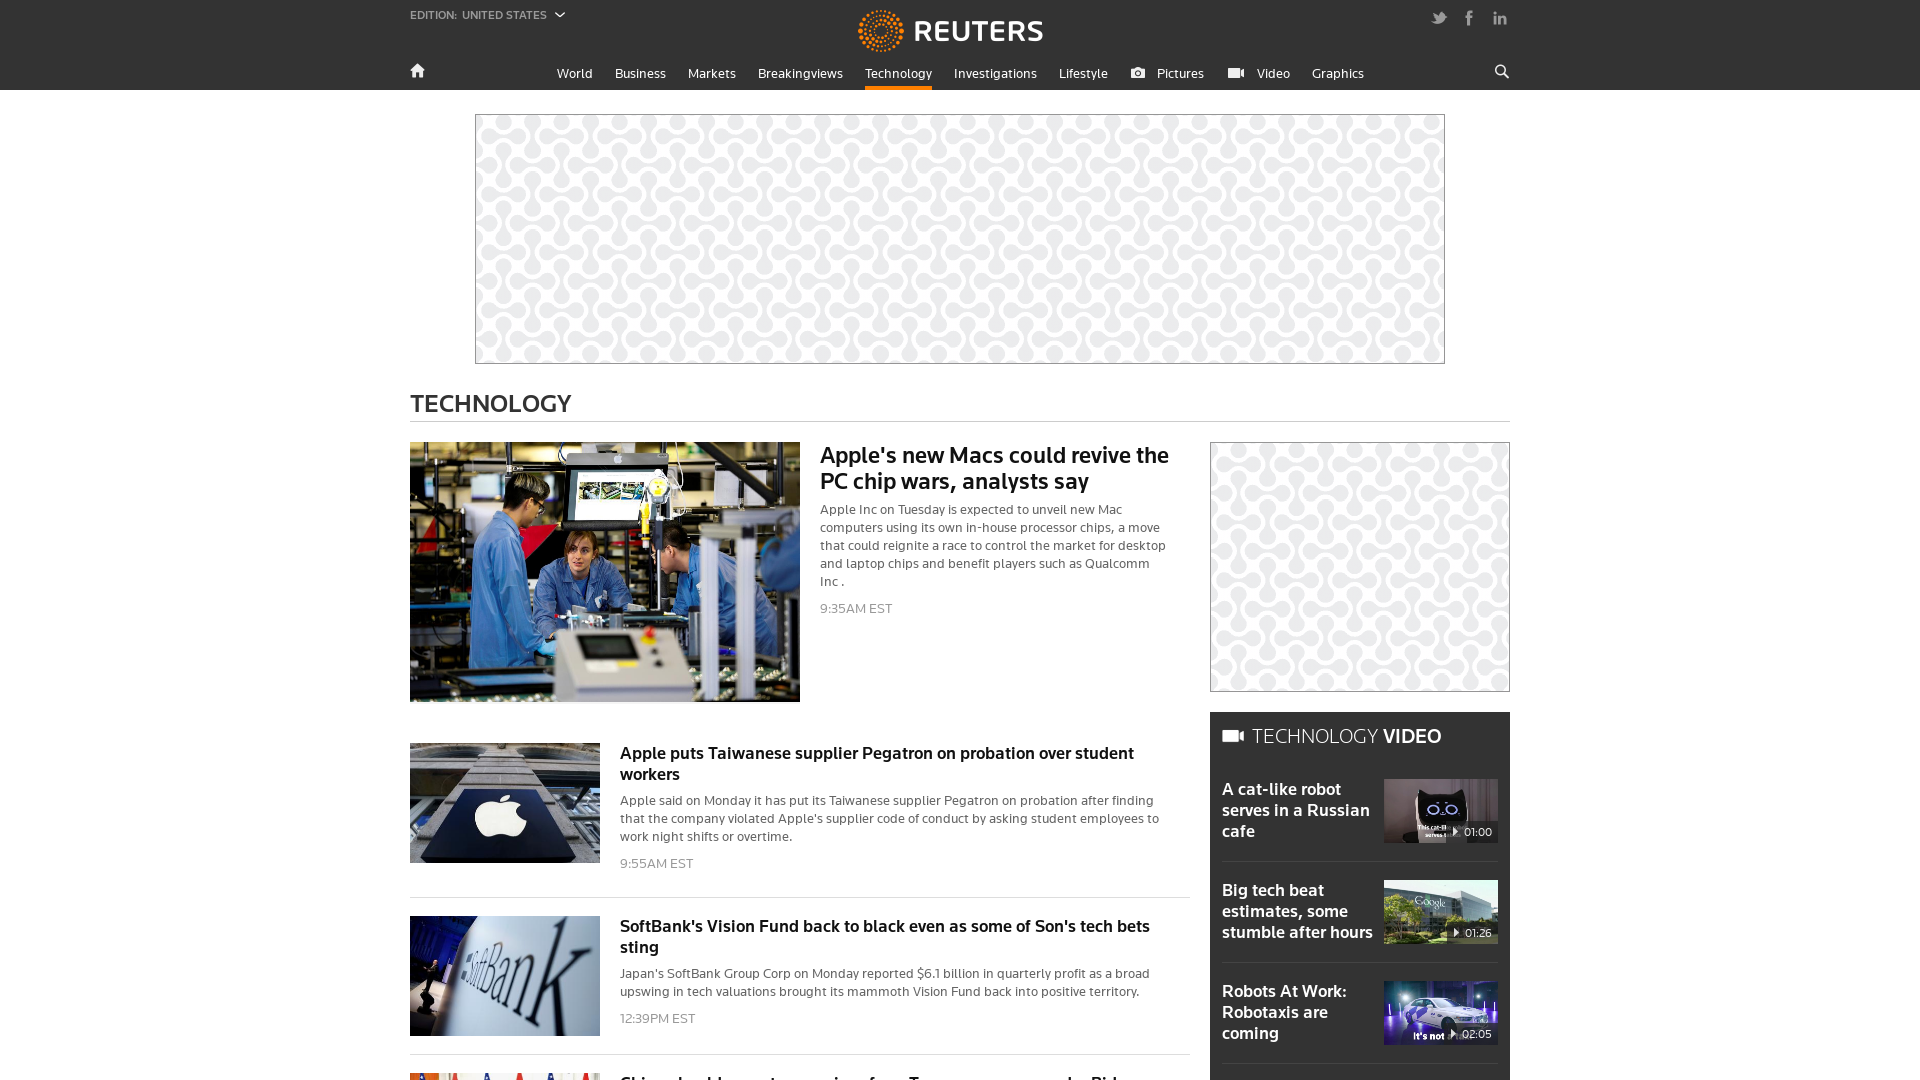 EDITION: UNITED STATES
REUTERS
World Business Markets Breakingviews Technology Investigations Lifestyle Pictures Video Graphics
TECHNOLOGY
Apple's new Macs could revive the
PC chip wars, analysts say
Apple Inc on Tuesday is expected to unveil new Mac
computers using its own in-house processor chips, a move
that could reignite a race to control the market for desktop
and laptop chips and benefit players such as Qualcomm
Inc .
9:35AM EST
Apple puts Taiwanese supplier Pegatron on probation over student
workers
Apple said on Monday it has put its Taiwanese supplier Pegatron on probation after finding
that the company violated Apple's supplier code of conduct by asking student employees to
work night shifts or overtime.
9:55AM EST
SoftBank
SoftBank's Vision Fund back to black even as some of Son's tech bets
sting
Japan's SoftBank Group Corp on Monday reported $6.1 billion in quarterly profit as a broad
upswing in tech valuations brought its mammoth Vision Fund back into positive territory.
12:39PM EST
TECHNOLOGY VIDEO
A cat-like robot
serves in a Russian
cafe
01:00
Big tech beat
estimates, some
stumble after hours
Google
01:26
Robots At Work:
Robotaxis are
coming
It's not a
02:05